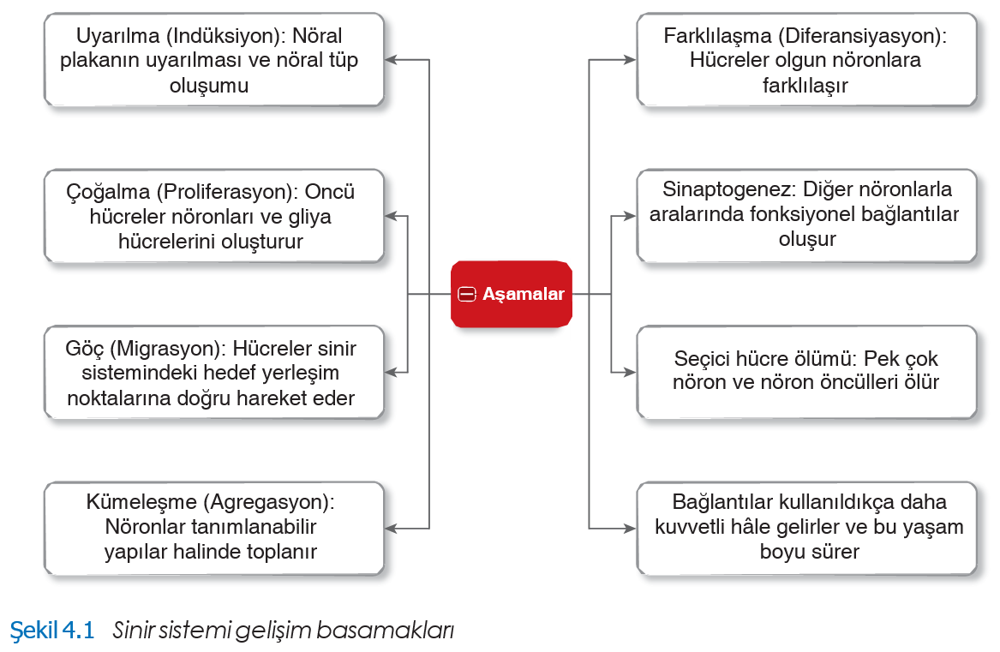 Uyarılma (Indüksiyon): Nöral
plakanın uyarılması ve nöral tüp
oluşumu
Çoğalma (Proliferasyon): Oncü
hücreler nöronları ve gliya
hücrelerini oluşturur
Göç (Migrasyon): Hücreler sinir
sistemindeki hedef yerleşim
noktalarına doğru hareket eder
Kümeleşme (Agregasyon):
Nöronlar tanımlanabilir
yapılar halinde toplanır
Aşamalar
Farklılaşma (Diferansiyasyon):
Hücreler olgun nöronlara
farklılaşır
Sinaptogenez: Diğer nöronlarla
aralarında fonksiyonel bağlantılar
oluşur
Seçici hücre ölümü: Pek çok
nöron ve nöron öncülleri ölür
Bağlantılar kullanıldıkça daha
kuvvetli hâle gelirler ve bu yaşam
boyu sürer
Şekil 4.1 Sinir sistemi gelişim basamakları